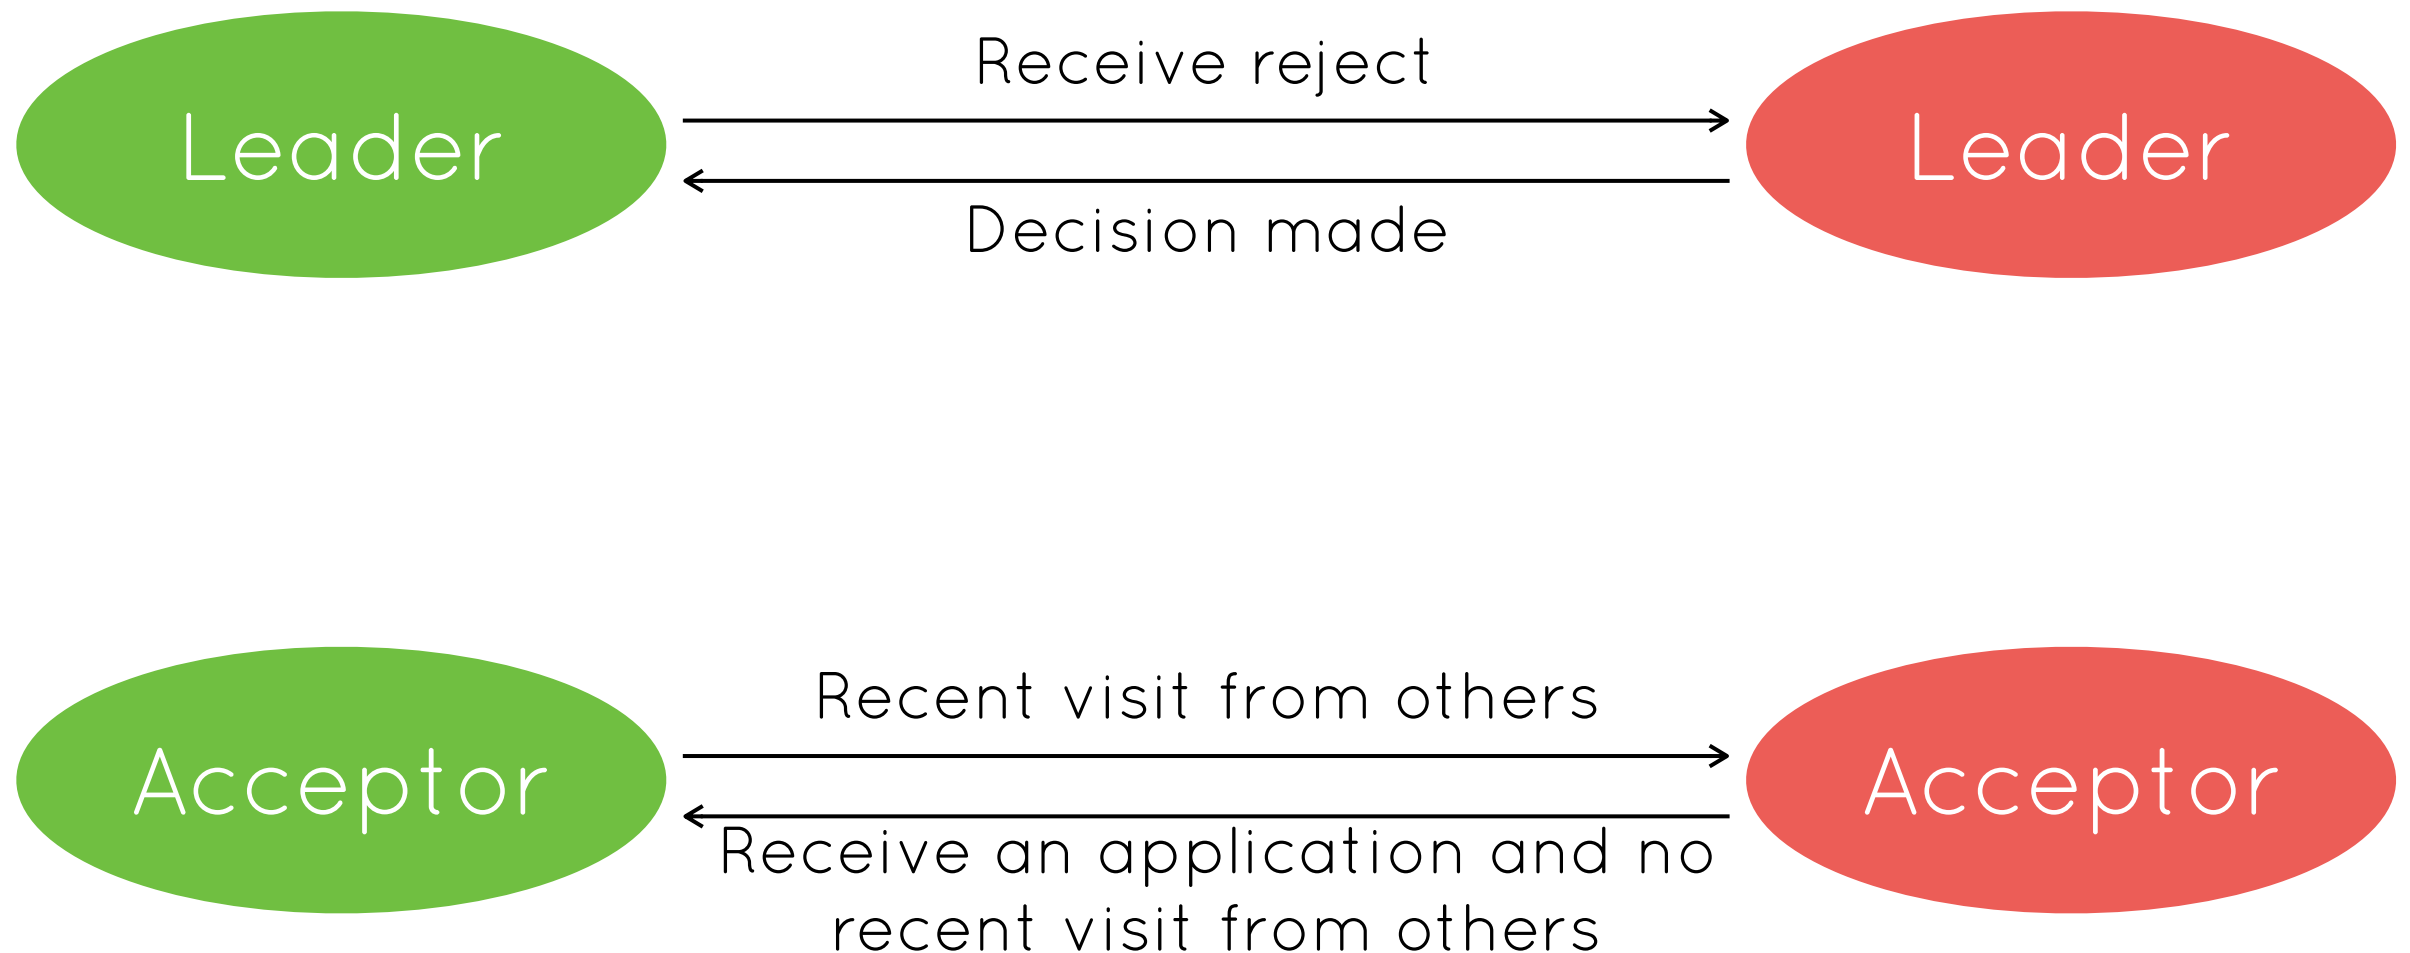 Receive reject
Leader
Leader
Decision made
Recent visit from others
Acceptor
Acceptor
Receive an application and no
recent visit from others